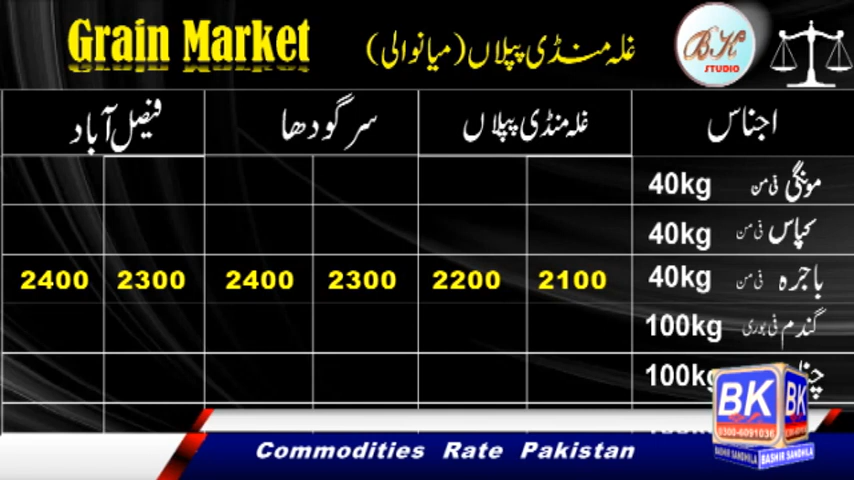 Grain Market
غلہ منڈی پپلاں (میانوالی)
BK
STUDIO
اجناس غلہ منڈی پپلاں سرگودھا فیصل آباد
مونگی فی من 40kg
کپاس فی من 40kg
باجرہ فی من 40kg 2100 2200 2300 2400 2300 2400
گندم فی بوری 100kg
100kg
BK BK
0300-6091036
BASHIR SANDHILA BASHIR SANDHILA
Commodities Rate Pakistan